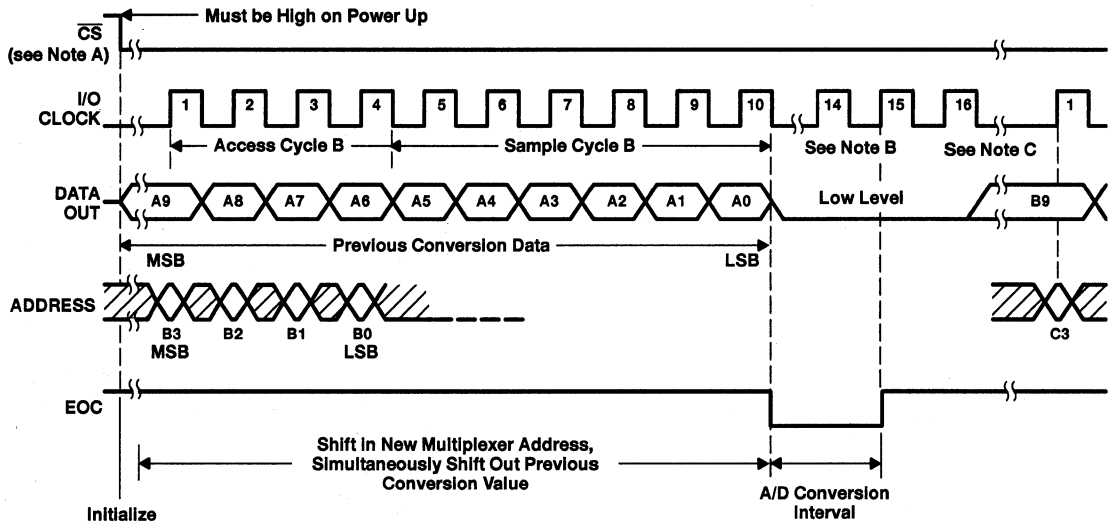 Must be High on Power Up
CS
(see Note A)
I/O
CLOCK
1 2 3 4 5 6 7 8 9 10 14 15 16 1
Access Cycle B
Sample Cycle B
See Note B
See Note C
DATA
OUT
A9 A8 A7 A6 A5 A4 A3 A2 A1 A0
Low Level
B9
Previous Conversion Data
MSB
LSB
ADDRESS
B3 B2 B1 B0
MSB
LSB
C3
EOC
Shift in New Multiplexer Address,
Simultaneously Shift Out Previous
Conversion Value
A/D Conversion
Interval
Initialize